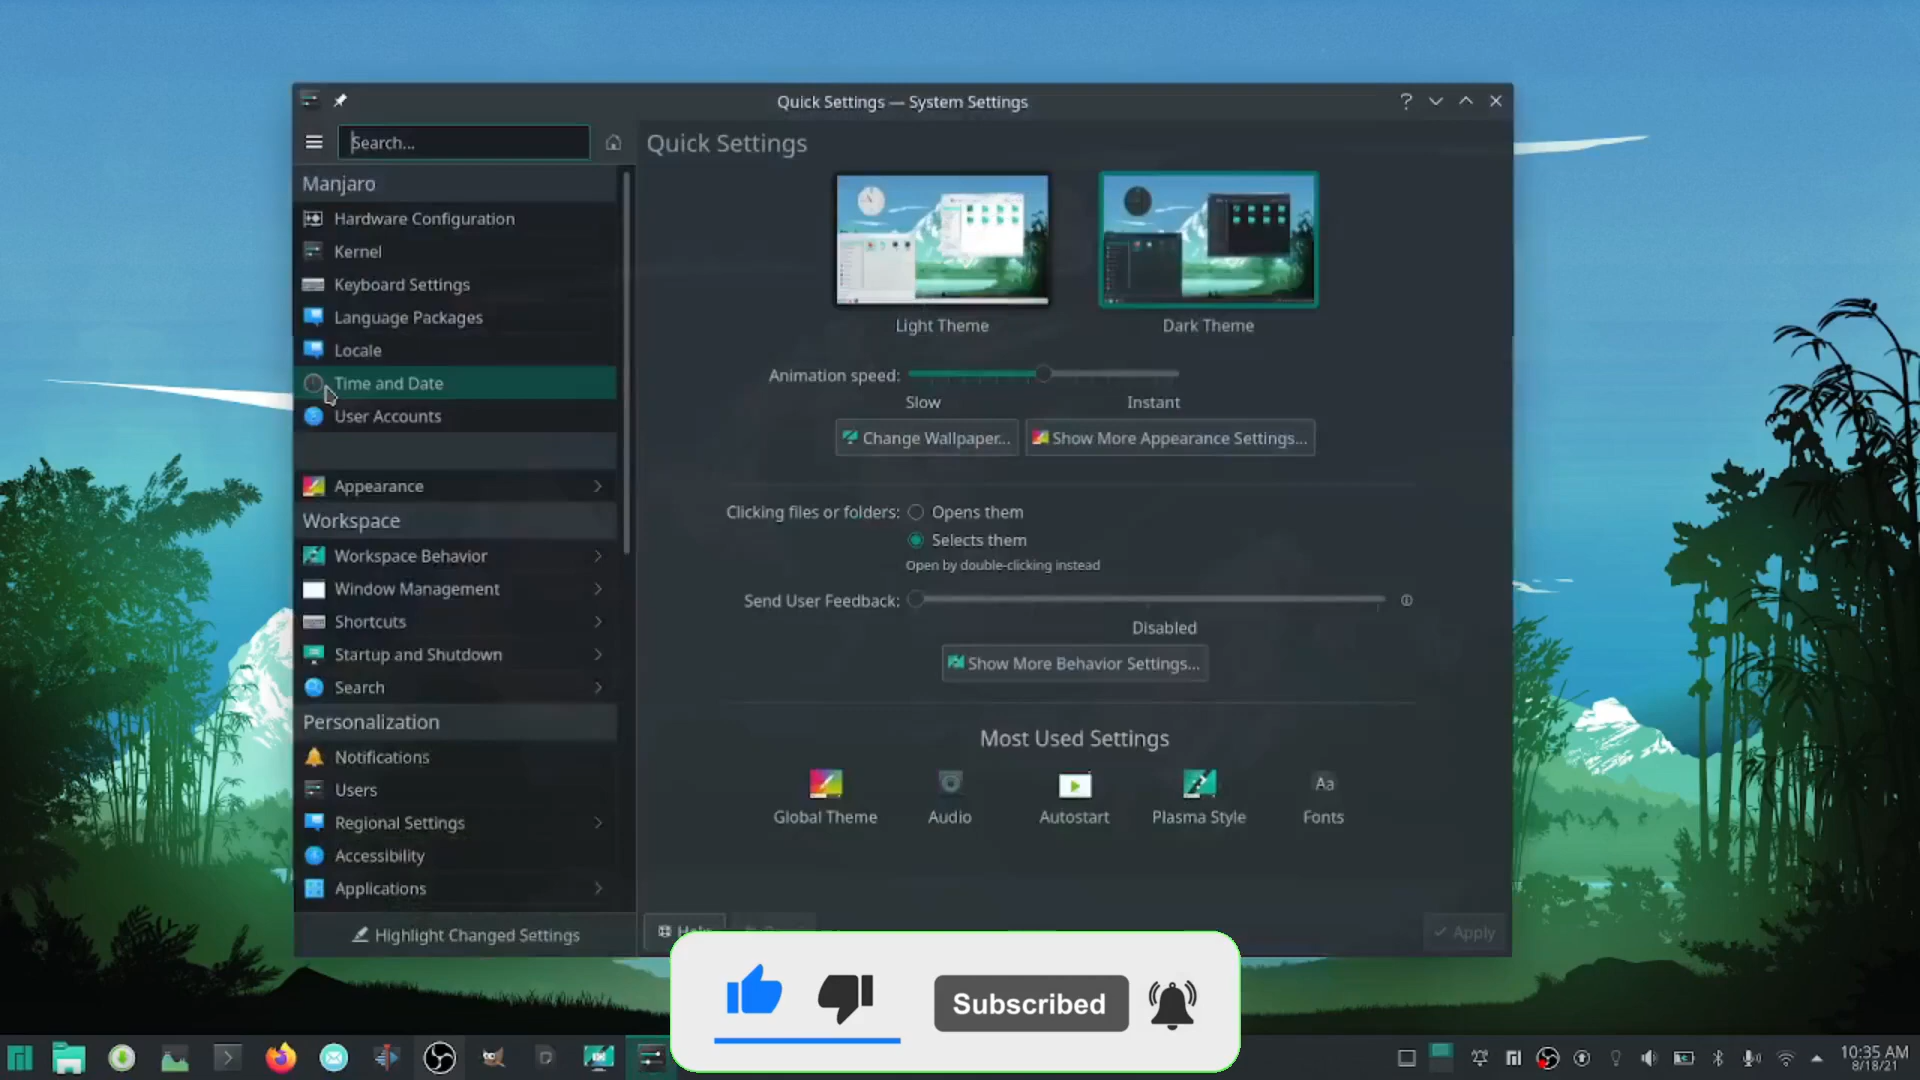 Quick Settings — System Settings
Search...
Quick Settings
Manjaro
Hardware Configuration
Kernel
Keyboard Settings
Language Packages
Locale
Time and Date
User Accounts
Appearance
Workspace
Workspace Behavior
Window Management
Shortcuts
Startup and Shutdown
Search
Personalization
Notifications
Users
Regional Settings
Accessibility
Applications
Highlight Changed Settings
Light Theme
Dark Theme
Animation speed:
Slow
Instant
Change Wallpaper...
Show More Appearance Settings...
Clicking files or folders:
Opens them
Selects them
Open by double-clicking instead
Send User Feedback:
Disabled
Show More Behavior Settings...
Most Used Settings
Aa
Global Theme
Audio
Autostart
Plasma Style
Fonts
Apply
Subscribed
10:35 AM
8/18/21